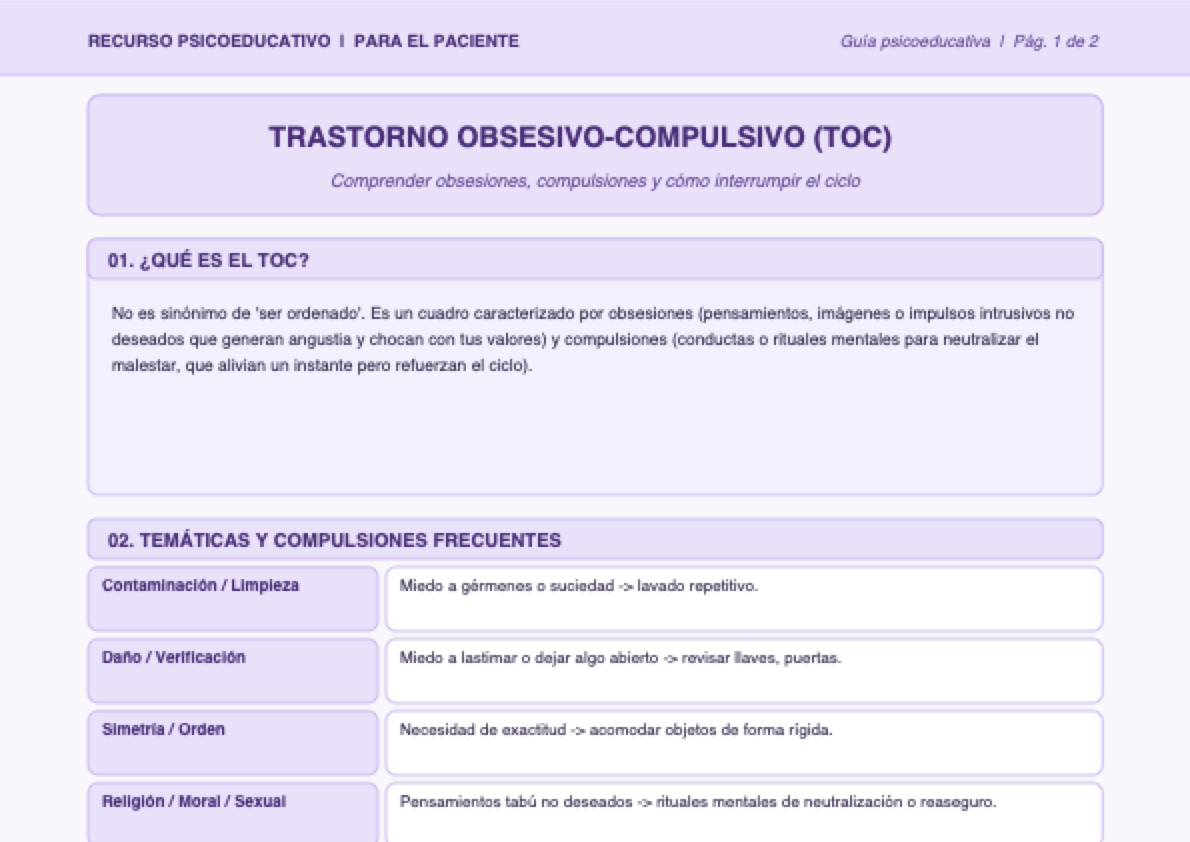 RECURSO PSICOEDUCATIVO | PARA EL PACIENTE
Guía psicoeducativa | Pág. 1 de 2
TRASTORNO OBSESIVO-COMPULSIVO (TOC)
Comprender obsesiones, compulsiones y cómo interrumpir el ciclo
01. ¿QUÉ ES EL TOC?
No es sinónimo de 'ser ordenado'. Es un cuadro caracterizado por obsesiones (pensamientos, imágenes o impulsos intrusivos no
deseados que generan angustia y chocan con tus valores) y compulsiones (conductas o rituales mentales para neutralizar el
malestar, que alivian un instante pero refuerzan el ciclo).
02. TEMÁTICAS Y COMPULSIONES FRECUENTES
Contaminación / Limpieza
Miedo a gérmenes o suciedad -> lavado repetitivo.
Daño / Verificación
Miedo a lastimar o dejar algo abierto -> revisar llaves, puertas.
Simetría / Orden
Necesidad de exactitud -> acomodar objetos de forma rígida.
Religión / Moral / Sexual
Pensamientos tabú no deseados -> rituales mentales de neutralización o reaseguro.